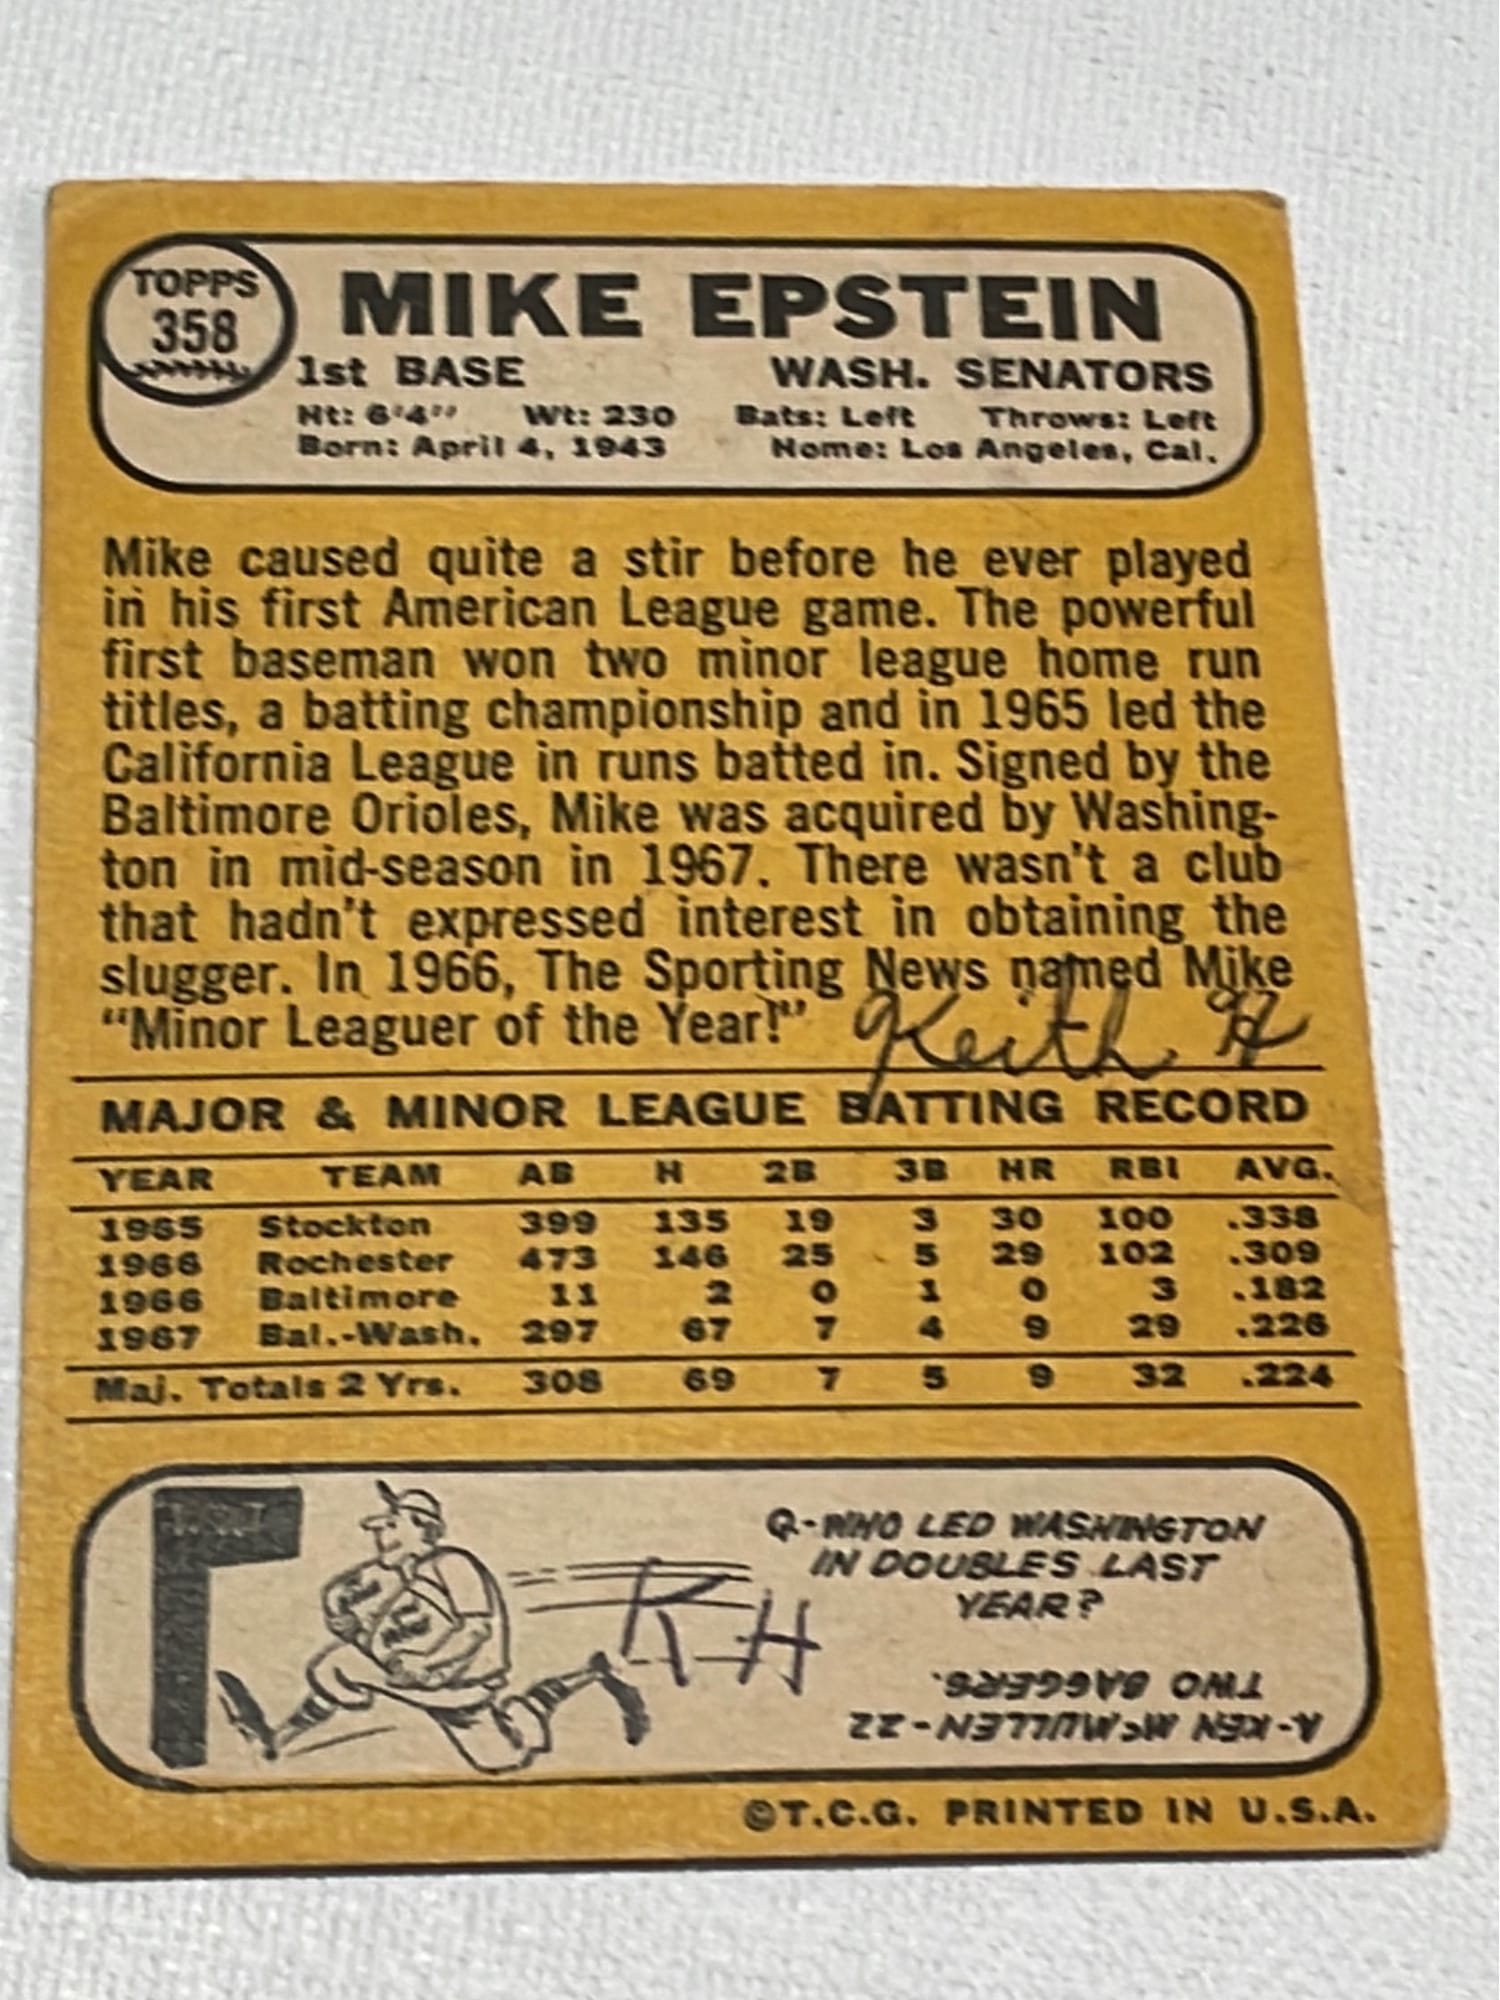 TOPPS
358
MIKE EPSTEIN
1st BASE WASH. SENATORS
Ht: 6'4" Wt: 230 Bats: Left Throws: Left
Born: April 4, 1943 Home: Los Angeles, Cal.
Mike caused quite a stir before he ever played
in his first American League game. The powerful
first baseman won two minor league home run
titles, a batting championship and in 1965 led the
California League in runs batted in. Signed by the
Baltimore Orioles, Mike was acquired by Washing-
ton in mid-season in 1967. There wasn't a club
that hadn't expressed interest in obtaining the
slugger. In 1966, The Sporting News named Mike
"Minor Leaguer of the Year!" Keith H
MAJOR & MINOR LEAGUE BATTING RECORD
YEAR TEAM AB H 2B 3B HR RBI AVG.
1965 Stockton 399 135 19 3 30 100 .338
1966 Rochester 473 146 25 5 29 102 .309
1966 Baltimore 11 2 0 1 0 3 .182
1967 Bal.-Wash. 297 67 7 4 9 29 .226
Maj. Totals 2 Yrs. 308 69 7 5 9 32 .224
Q-WHO LED WASHINGTON
IN DOUBLES LAST
YEAR?
KH
A-KEN McMULLEN-22
TWO BAGGERS.
©T.C.G. PRINTED IN U.S.A.